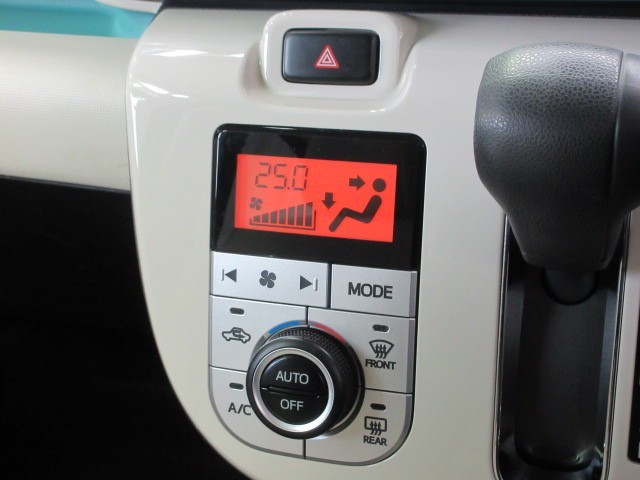 25.0
MODE
AUTO
OFF
FRONT
A/C
REAR